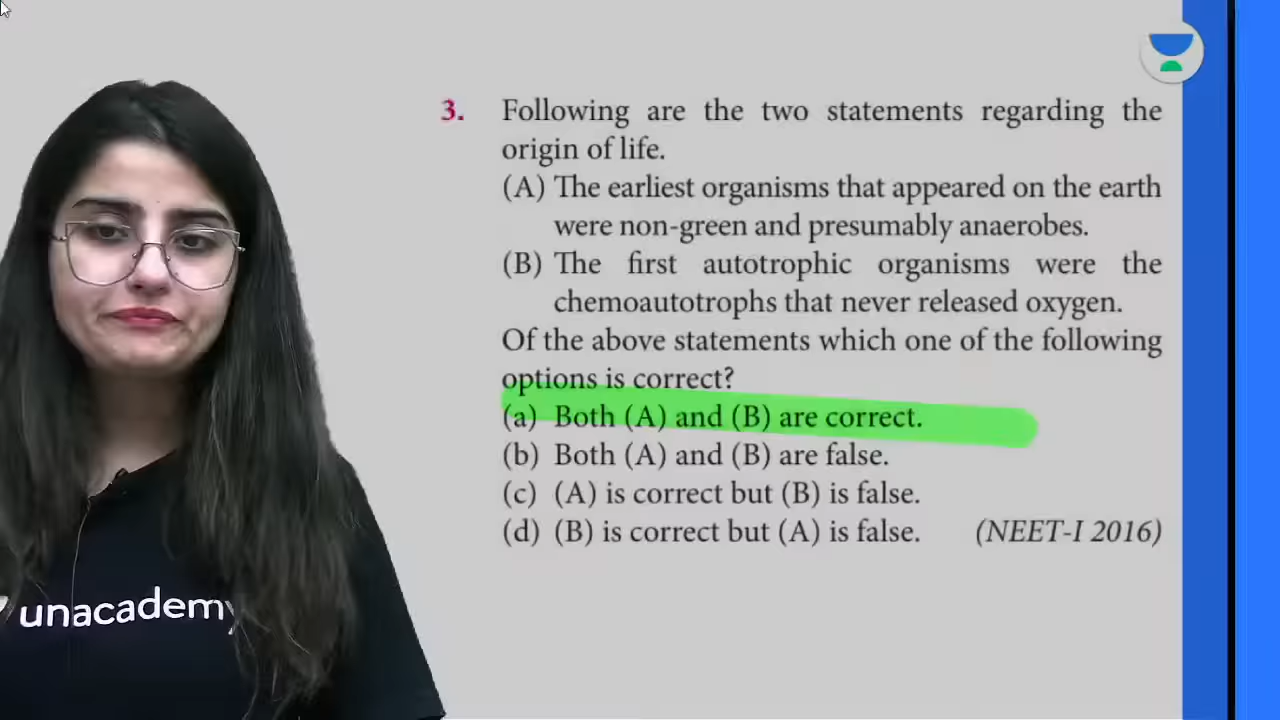 3. Following are the two statements regarding the
origin of life.
(A) The earliest organisms that appeared on the earth
were non-green and presumably anaerobes.
(B) The first autotrophic organisms were the
chemoautotrophs that never released oxygen.
Of the above statements which one of the following
options is correct?
(a) Both (A) and (B) are correct.
(b) Both (A) and (B) are false.
(c) (A) is correct but (B) is false.
(d) (B) is correct but (A) is false. (NEET-I 2016)
unacademy